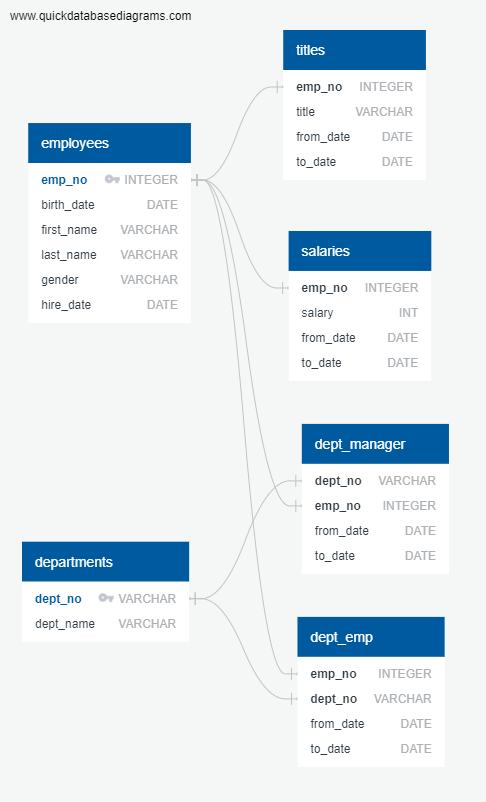 www.quickdatabasediagrams.com
titles
emp_no INTEGER
title VARCHAR
from_date DATE
to_date DATE
employees
emp_no INTEGER
birth_date DATE
first_name VARCHAR
last_name VARCHAR
gender VARCHAR
hire_date DATE
salaries
emp_no INTEGER
salary INT
from_date DATE
to_date DATE
dept_manager
dept_no VARCHAR
emp_no INTEGER
from_date DATE
to_date DATE
departments
dept_no VARCHAR
dept_name VARCHAR
dept_emp
emp_no INTEGER
dept_no VARCHAR
from_date DATE
to_date DATE